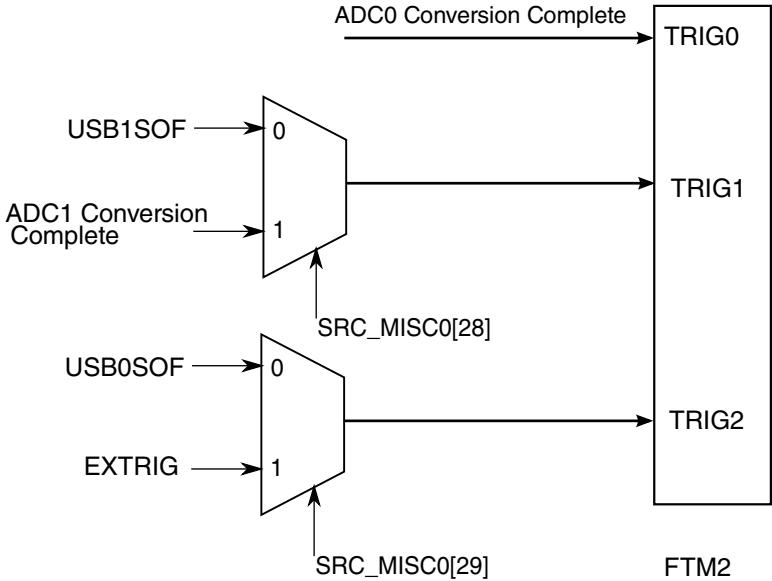 ADC0 Conversion Complete
TRIG0
USB1SOF
0
TRIG1
ADC1 Conversion
Complete
1
SRC_MISC0[28]
USB0SOF
0
TRIG2
EXTRIG
1
SRC_MISC0[29]
FTM2